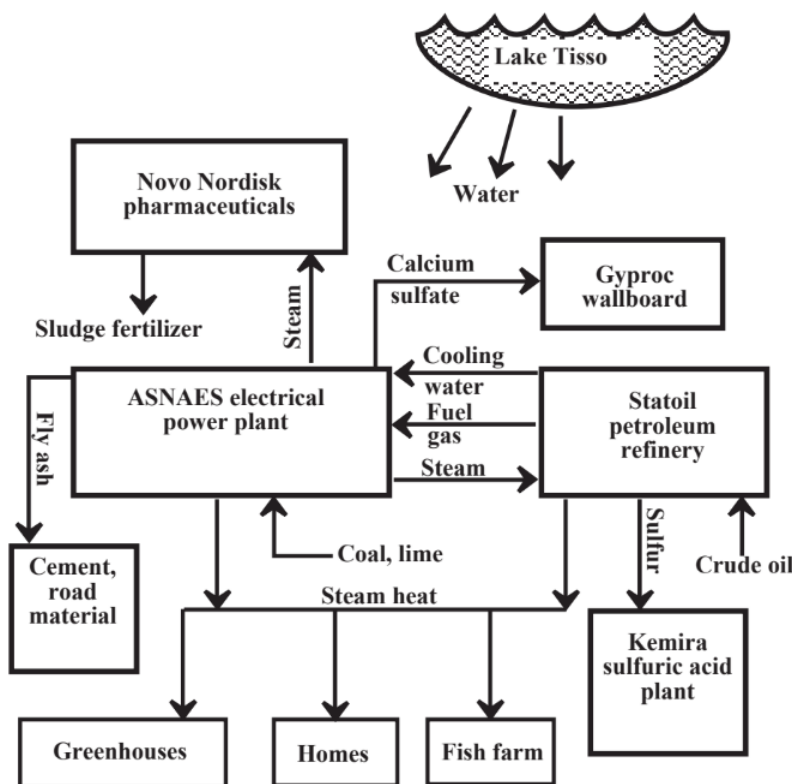 Lake Tisso
Water
Novo Nordisk
pharmaceuticals
Sludge fertilizer
Steam
Calcium
sulfate
Gyproc
wallboard
ASNAES electrical
power plant
Cooling
water
Fuel
gas
Steam
Statoil
petroleum
refinery
Fly ash
Coal, lime
Sulfur
Crude oil
Cement,
road
material
Steam heat
Kemira
sulfuric acid
plant
Greenhouses
Homes
Fish farm